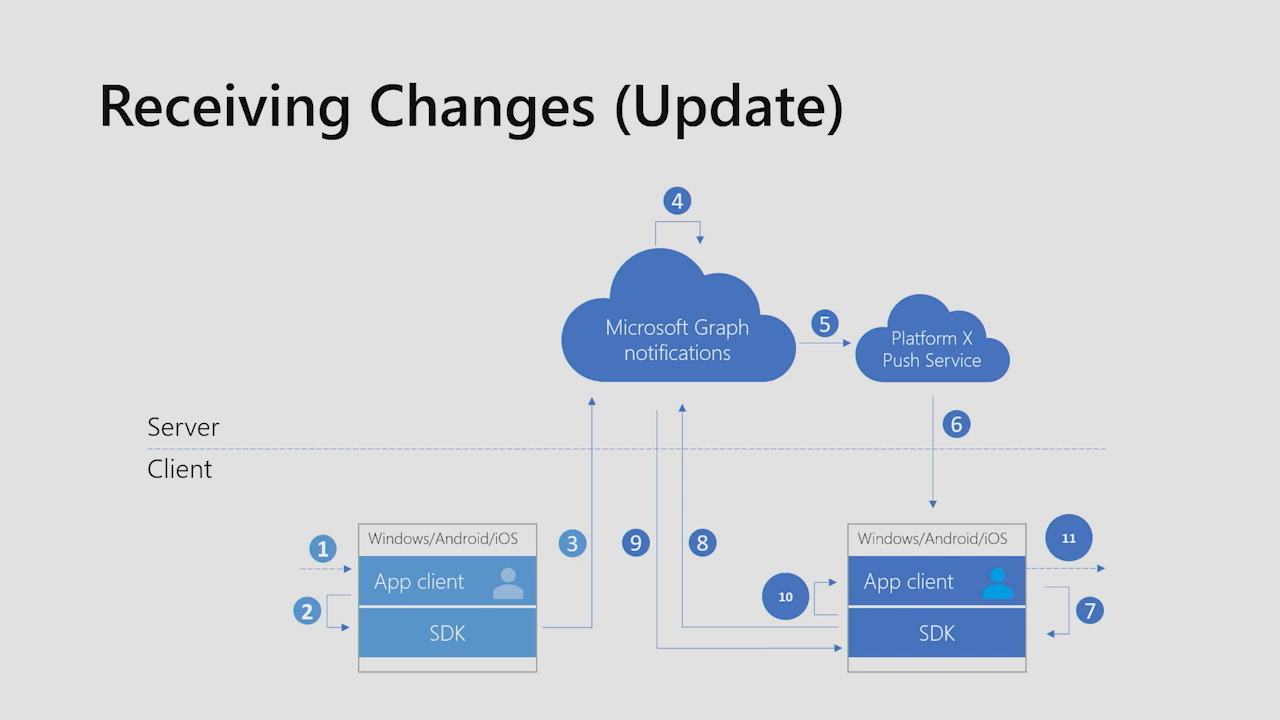 Receiving Changes (Update)
4
Microsoft Graph
notifications
5
Platform X
Push Service
6
Server
Client
1
2
Windows/Android/iOS
App client
SDK
3
9
8
10
Windows/Android/iOS
App client
SDK
11
7